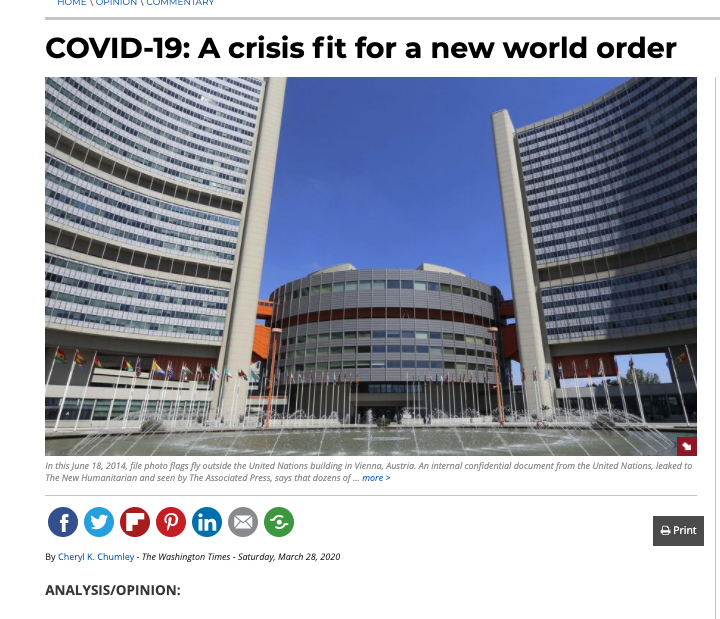 HOME \ OPINION \ COMMENTARY
COVID-19: A crisis fit for a new world order
In this June 18, 2014, file photo flags fly outside the United Nations building in Vienna, Austria. An internal confidential document from the United Nations, leaked to
The New Humanitarian and seen by The Associated Press, says that dozens of ... more >
Print
By Cheryl K. Chumley - The Washington Times - Saturday, March 28, 2020
ANALYSIS/OPINION: